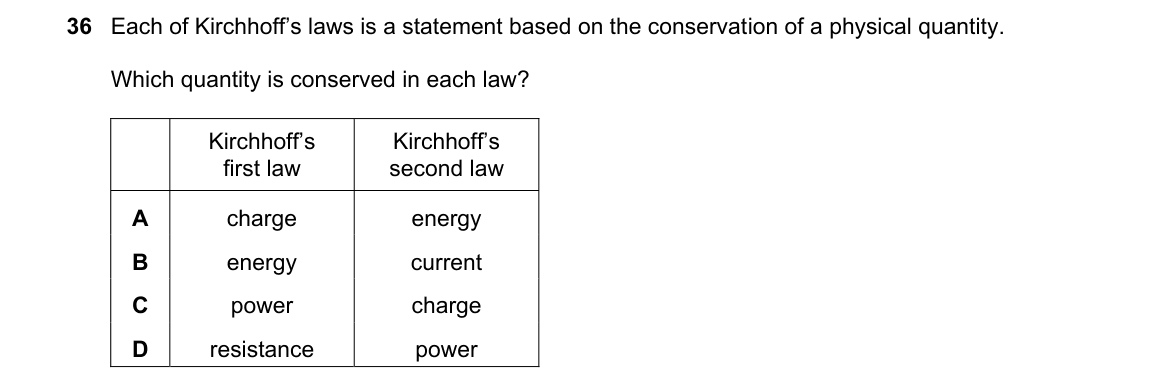 36 Each of Kirchhoff’s laws is a statement based on the conservation of a physical quantity.
Which quantity is conserved in each law?
Kirchhoff’s first law Kirchhoff’s second law
A charge energy
B energy current
C power charge
D resistance power